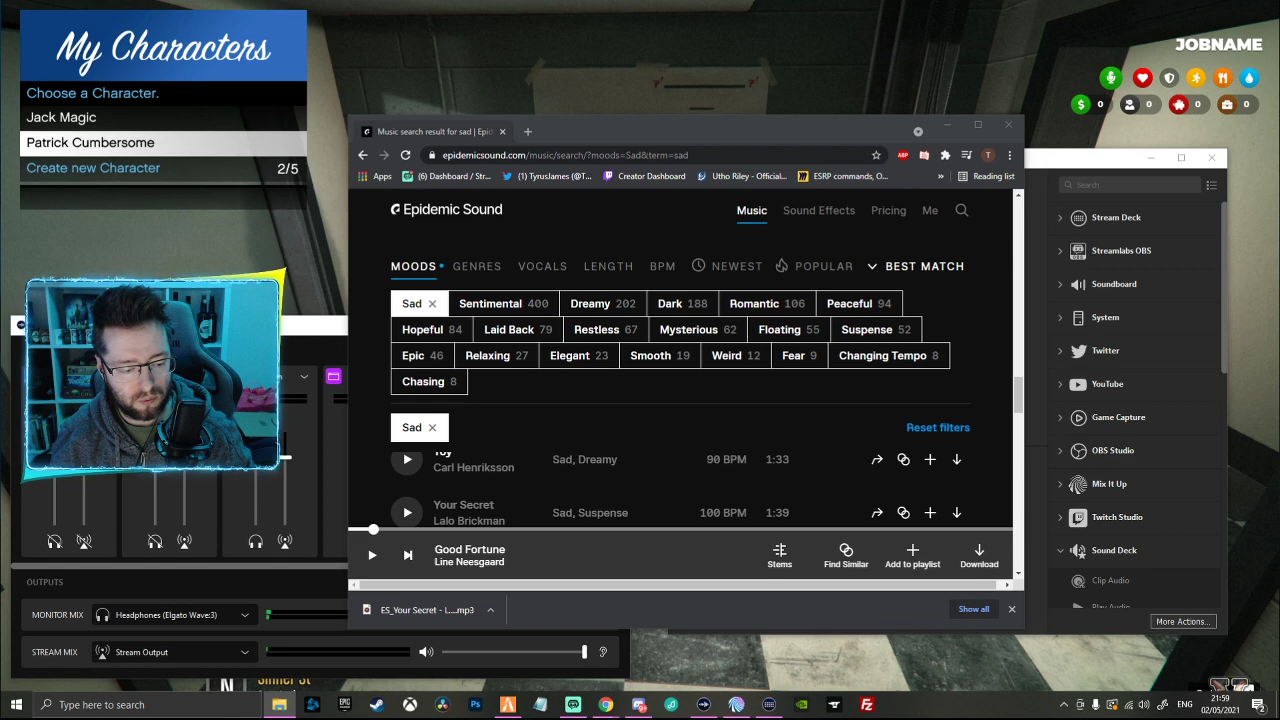 My Characters
Choose a Character.
Jack Magic
Patrick Cumbersome
Create new Character 2/5
JOBNAME
0 0 0 0
Music search result for sad | Epid
epidemicsound.com/music/search/?moods=Sad&term=sad
ABP
T
Apps (6) Dashboard / Str... (1) TyrusJames (@T... Creator Dashboard Utho Riley - Official... ESRP commands, O... » Reading list
Epidemic Sound Music Sound Effects Pricing Me
MOODS GENRES VOCALS LENGTH BPM NEWEST POPULAR BEST MATCH
Sad Sentimental 400 Dreamy 202 Dark 188 Romantic 106 Peaceful 94
Hopeful 84 Laid Back 79 Restless 67 Mysterious 62 Floating 55 Suspense 52
Epic 46 Relaxing 27 Elegant 23 Smooth 19 Weird 12 Fear 9 Changing Tempo 8
Chasing 8
Sad Reset filters
Carl Henriksson Sad, Dreamy 90 BPM 1:33
Your Secret
Lalo Brickman Sad, Suspense 100 BPM 1:39
Good Fortune
Line Neesgaard
Stems Find Similar Add to playlist Download
ES_Your Secret - L....mp3 Show all
Search
Stream Deck
Streamlabs OBS
Soundboard
System
Twitter
YouTube
Game Capture
OBS Studio
Mix It Up
Twitch Studio
Sound Deck
Clip Audio
Play Audio
More Actions...
OUTPUTS
MONITOR MIX Headphones (Elgato Wave:3)
STREAM MIX Stream Output
N
Sinner St
Type here to search
EPIC
Ps
Fz
ENG
21:59
02/05/2021